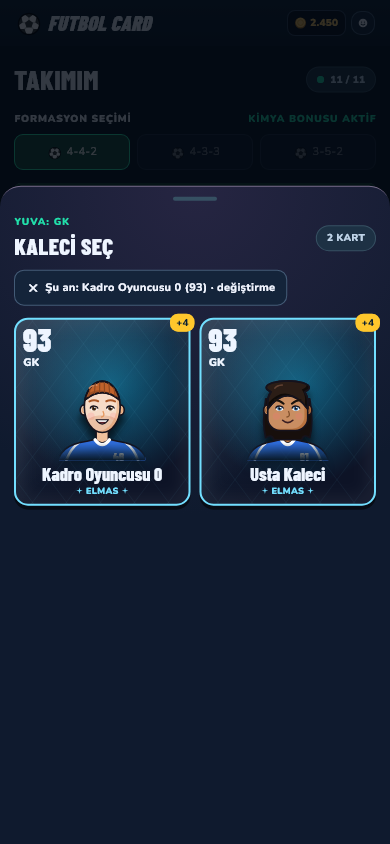 FUTBOL CARD
2.450
TAKIMIM
11 / 11
FORMASYON SEÇİMİ
KİMYA BONUSU AKTİF
4-4-2
4-3-3
3-5-2
YUVA: GK
KALECİ SEÇ
2 KART
✕ Şu an: Kadro Oyuncusu 0 (93) · değiştirme
+4
93
GK
Kadro Oyuncusu 0
+ ELMAS +
+4
93
GK
Usta Kaleci
+ ELMAS +